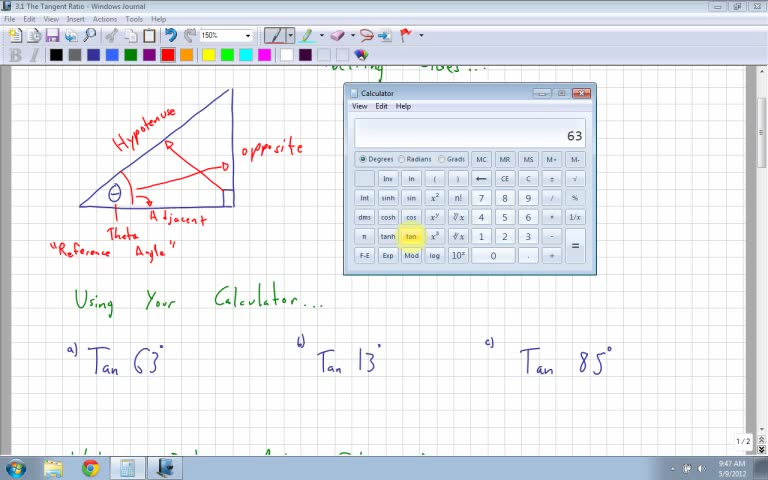 3.1 The Tangent Ratio - Windows Journal
File Edit View Insert Actions Tools Help
150%
B I
Hypotenuse
opposite
θ
Adjacent
Theta
"Reference Angle"
Calculator
View Edit Help
63
Degrees Radians Grads MC MR MS M+ M-
Inv ln ( ) ← CE C ± √
Int sinh sin x² n! 7 8 9 / %
dms cosh cos xʸ ʸ√x 4 5 6 * 1/x
π tanh tan x³ ³√x 1 2 3 - =
F-E Exp Mod log 10ˣ 0 . +
Using Your Calculator...
a) Tan 63° b) Tan 13° c) Tan 85°
1 / 2
9:47 AM
5/9/2012